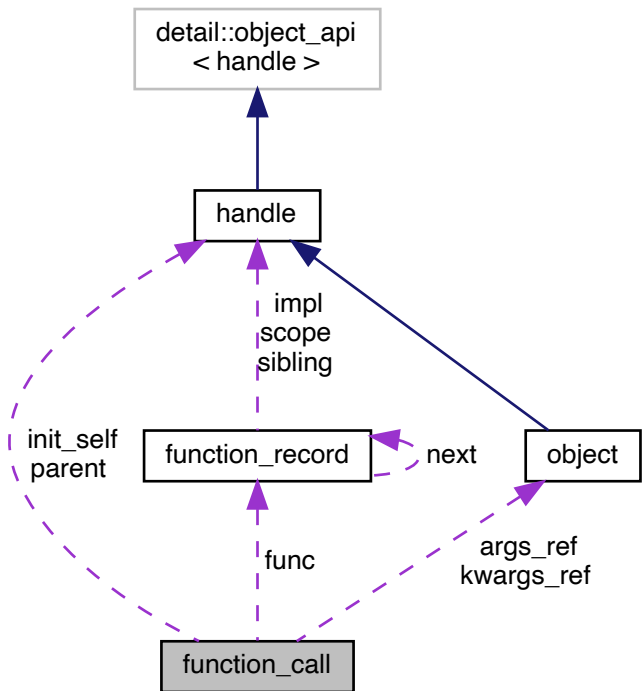 detail::object_api
< handle >
handle
impl
scope
sibling
init_self
parent
function_record
next
object
args_ref
kwargs_ref
func
function_call